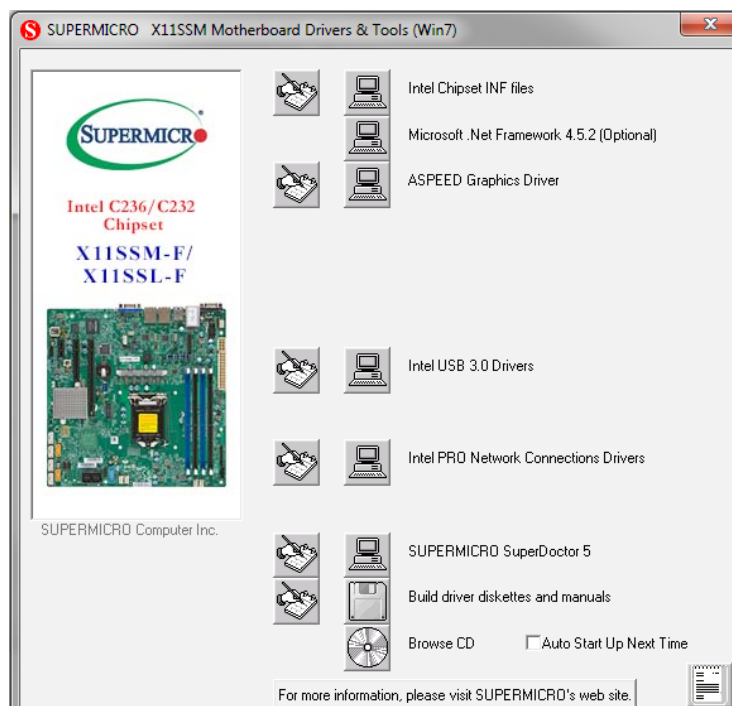 SUPERMICRO X11SSM Motherboard Drivers & Tools (Win7)
SUPERMICRO
Intel C236/C232
Chipset
X11SSM-F/
X11SSL-F
SUPERMICRO Computer Inc.
Intel Chipset INF files
Microsoft .Net Framework 4.5.2 (Optional)
ASPEED Graphics Driver
Intel USB 3.0 Drivers
Intel PRO Network Connections Drivers
SUPERMICRO SuperDoctor 5
Build driver diskettes and manuals
Browse CD
Auto Start Up Next Time
For more information, please visit SUPERMICRO's web site.